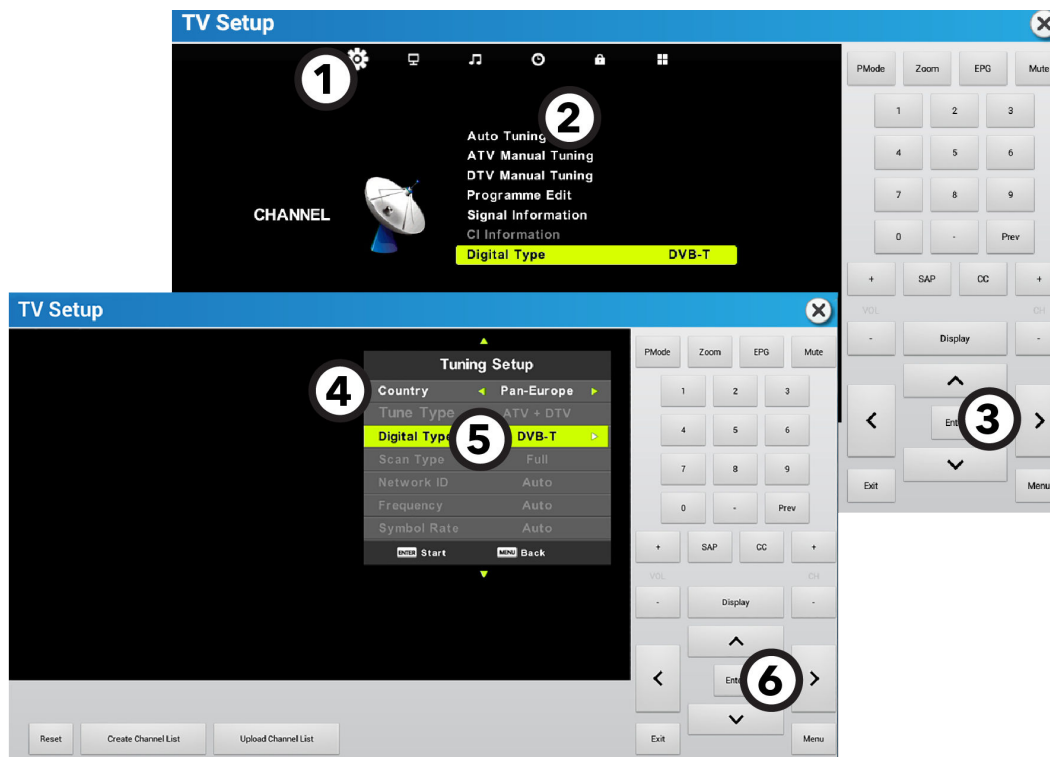 TV Setup
1
2
Auto Tuning
ATV Manual Tuning
DTV Manual Tuning
Programme Edit
Signal Information
CI Information
Digital Type DVB-T
CHANNEL
PMode Zoom EPG Mute
1 2 3
4 5 6
7 8 9
0 - Prev
+ SAP CC +
VOL CH
- Display -
3
Exit Menu
TV Setup
Tuning Setup
4
Country Pan-Europe
Tune Type ATV + DTV
5
Digital Type DVB-T
Scan Type Full
Network ID Auto
Frequency Auto
Symbol Rate Auto
ENTER Start MENU Back
PMode Zoom EPG Mute
1 2 3
4 5 6
7 8 9
0 - Prev
+ SAP CC +
VOL CH
- Display -
6
Exit Menu
Reset Create Channel List Upload Channel List